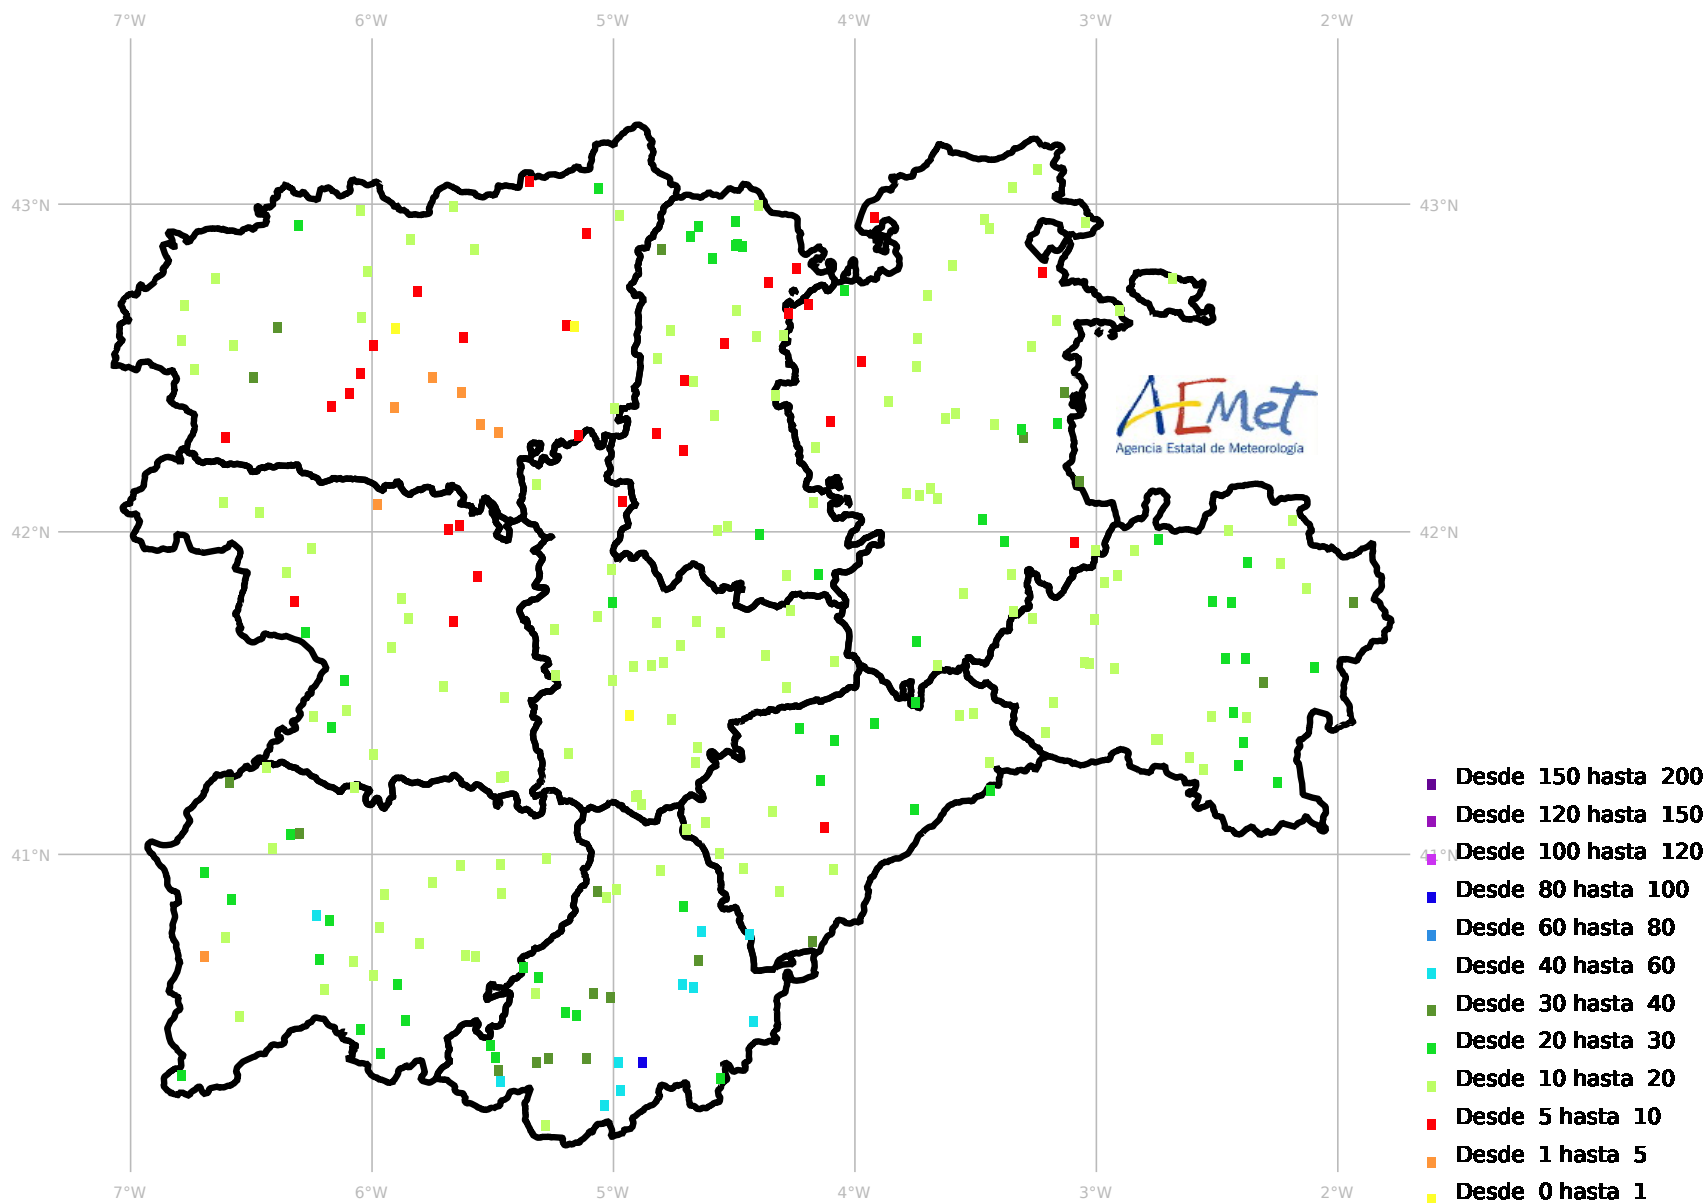 7°W 6°W 5°W 4°W 3°W 2°W
43°N 43°N
AEMet
Agencia Estatal de Meteorología
42°N 42°N
Desde 150 hasta 200
Desde 120 hasta 150
Desde 100 hasta 120
41°N 41°N
Desde 80 hasta 100
Desde 60 hasta 80
Desde 40 hasta 60
Desde 30 hasta 40
Desde 20 hasta 30
Desde 10 hasta 20
Desde 5 hasta 10
Desde 1 hasta 5
Desde 0 hasta 1
7°W 6°W 5°W 4°W 3°W 2°W